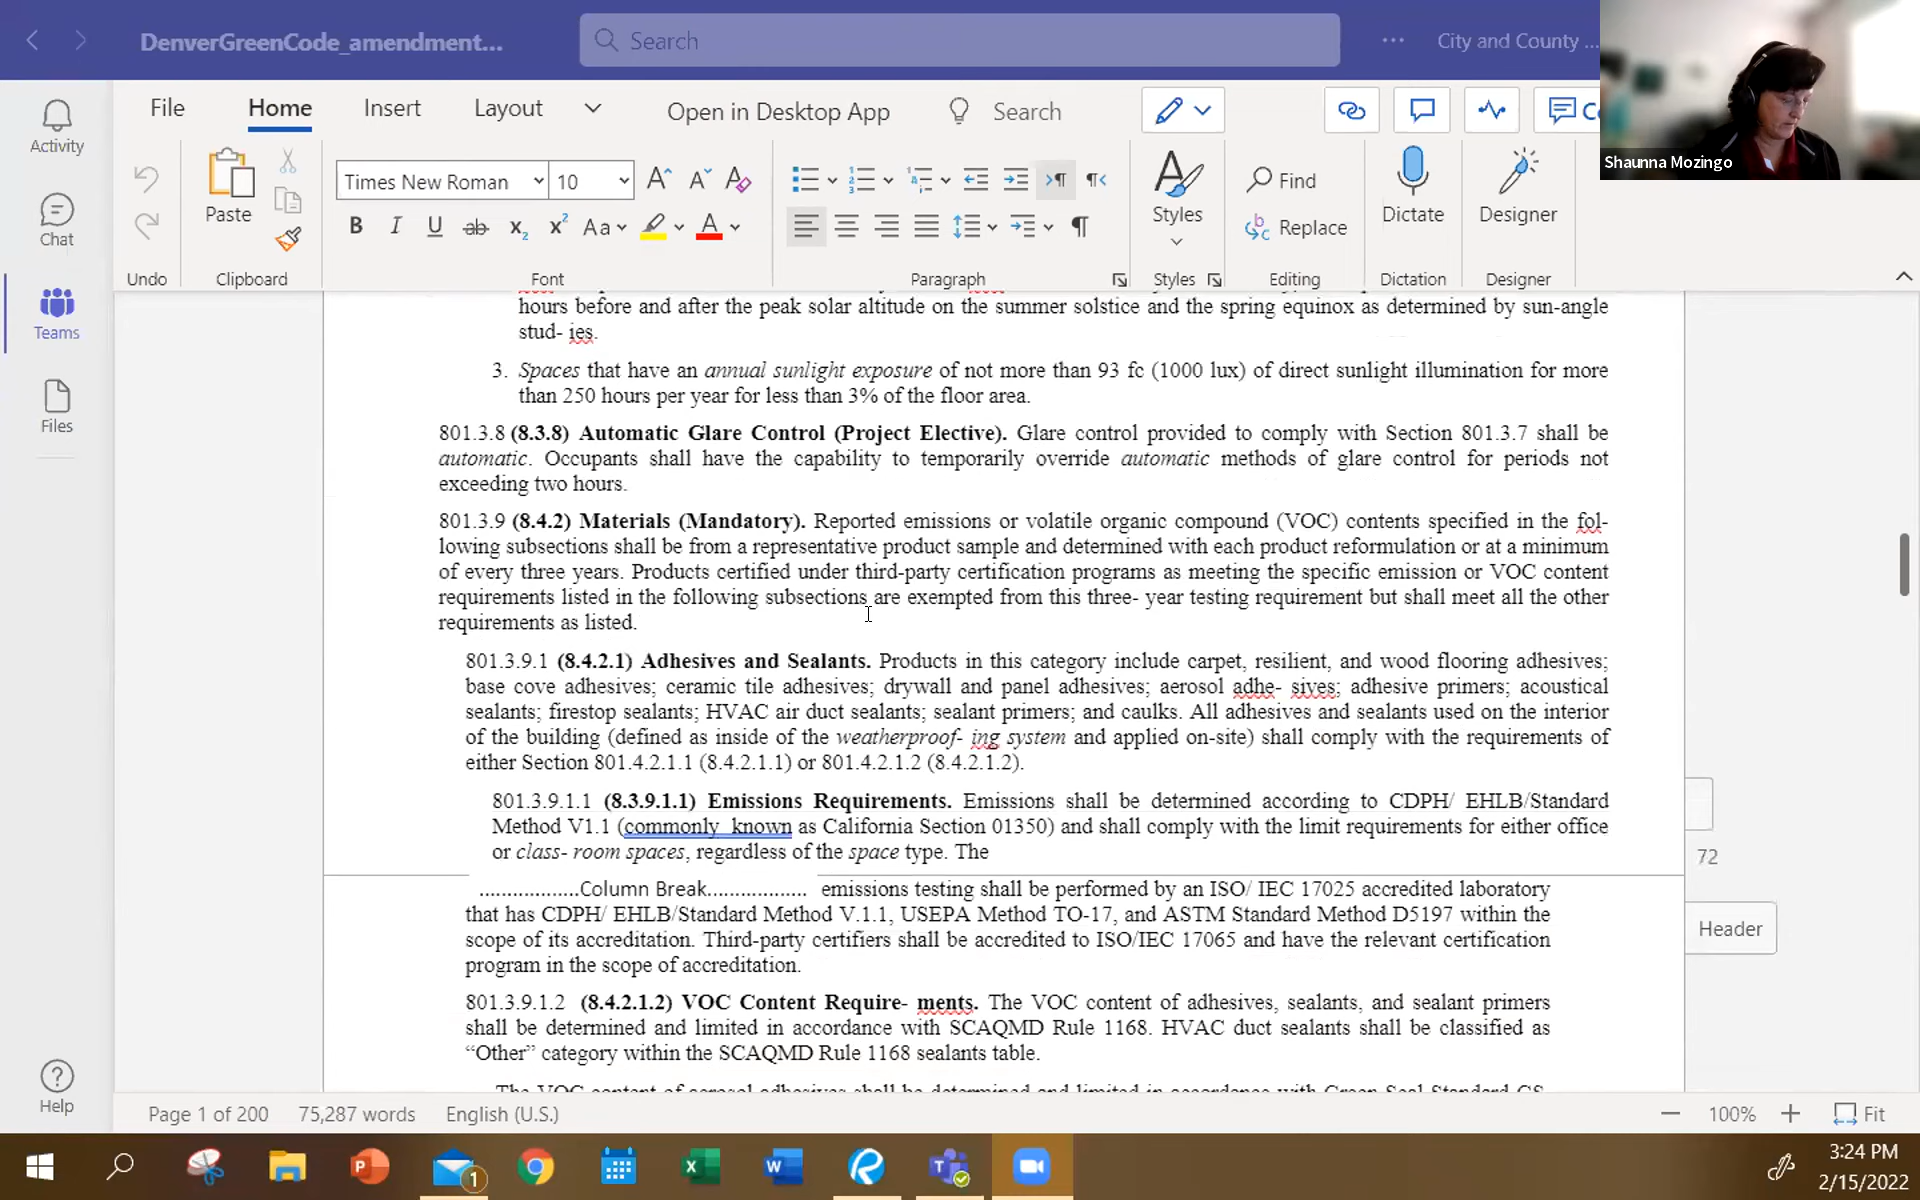 DenverGreenCode_amendment...
Search
City and County ...
Shaunna Mozingo
File
Home
Insert
Layout
Open in Desktop App
Search
Activity
Chat
Teams
Files
Help
Times New Roman
10
Paste
Styles
Find
Replace
Dictate
Designer
Undo
Clipboard
Font
Paragraph
Styles
Editing
Dictation
Designer
hours before and after the peak solar altitude on the summer solstice and the spring equinox as determined by sun-angle
stud- ies.
3. Spaces that have an annual sunlight exposure of not more than 93 fc (1000 lux) of direct sunlight illumination for more
than 250 hours per year for less than 3% of the floor area.
801.3.8 (8.3.8) Automatic Glare Control (Project Elective). Glare control provided to comply with Section 801.3.7 shall be
automatic. Occupants shall have the capability to temporarily override automatic methods of glare control for periods not
exceeding two hours.
801.3.9 (8.4.2) Materials (Mandatory). Reported emissions or volatile organic compound (VOC) contents specified in the fol-
lowing subsections shall be from a representative product sample and determined with each product reformulation or at a minimum
of every three years. Products certified under third-party certification programs as meeting the specific emission or VOC content
requirements listed in the following subsections are exempted from this three- year testing requirement but shall meet all the other
requirements as listed.
801.3.9.1 (8.4.2.1) Adhesives and Sealants. Products in this category include carpet, resilient, and wood flooring adhesives;
base cove adhesives; ceramic tile adhesives; drywall and panel adhesives; aerosol adhe- sives; adhesive primers; acoustical
sealants; firestop sealants; HVAC air duct sealants; sealant primers; and caulks. All adhesives and sealants used on the interior
of the building (defined as inside of the weatherproof- ing system and applied on-site) shall comply with the requirements of
either Section 801.4.2.1.1 (8.4.2.1.1) or 801.4.2.1.2 (8.4.2.1.2).
801.3.9.1.1 (8.3.9.1.1) Emissions Requirements. Emissions shall be determined according to CDPH/ EHLB/Standard
Method V1.1 (commonly known as California Section 01350) and shall comply with the limit requirements for either office
or class- room spaces, regardless of the space type. The
72
..................Column Break.................. emissions testing shall be performed by an ISO/ IEC 17025 accredited laboratory
that has CDPH/ EHLB/Standard Method V.1.1, USEPA Method TO-17, and ASTM Standard Method D5197 within the
scope of its accreditation. Third-party certifiers shall be accredited to ISO/IEC 17065 and have the relevant certification
program in the scope of accreditation.
Header
801.3.9.1.2 (8.4.2.1.2) VOC Content Require- ments. The VOC content of adhesives, sealants, and sealant primers
shall be determined and limited in accordance with SCAQMD Rule 1168. HVAC duct sealants shall be classified as
“Other” category within the SCAQMD Rule 1168 sealants table.
The VOC content of aerosol adhesives shall be determined and limited in accordance with Green Seal Standard GS-
Page 1 of 200
75,287 words
English (U.S.)
100%
Fit
1
3:24 PM
2/15/2022